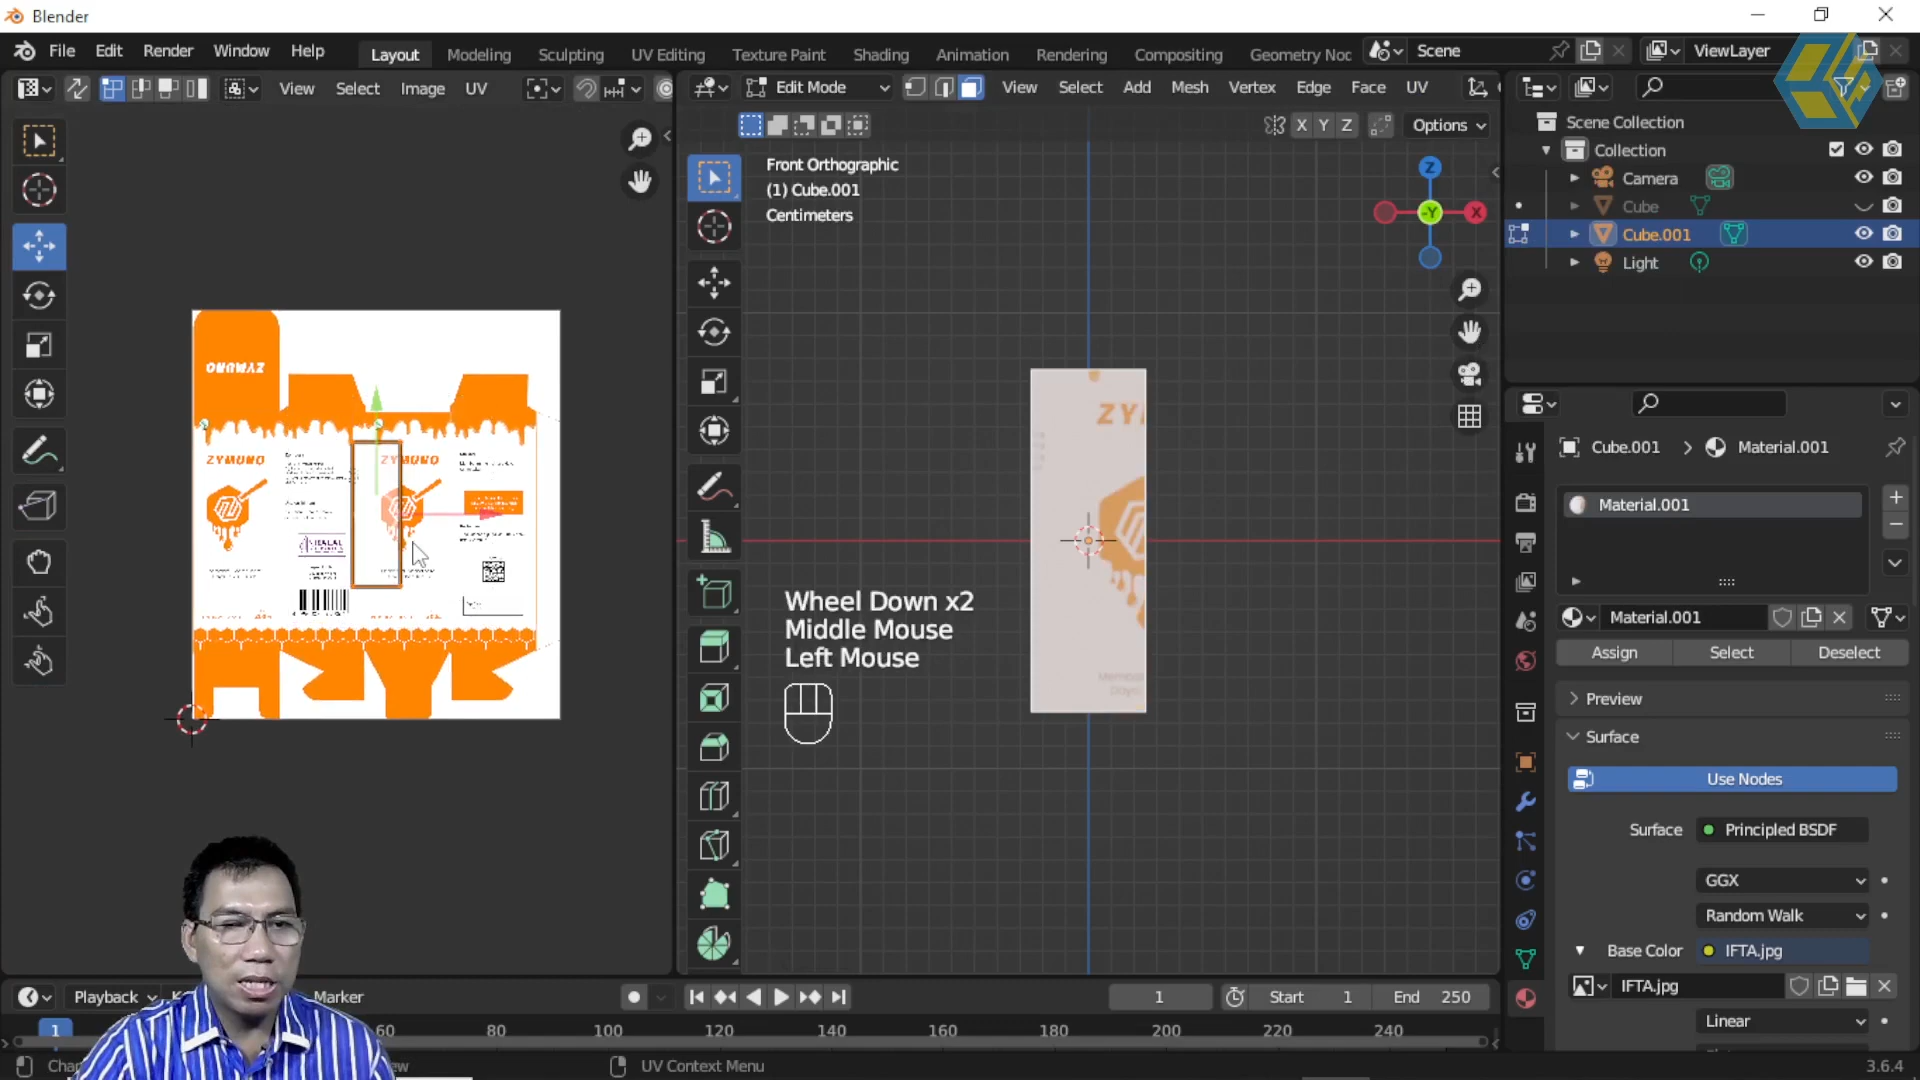 Blender
File Edit Render Window Help
Layout Modeling Sculpting UV Editing Texture Paint Shading Animation Rendering Compositing Geometry Noc
Scene
ViewLayer
View Select Image UV
Edit Mode
View Select Add Mesh Vertex Edge Face UV
X Y Z
Options
Front Orthographic
(1) Cube.001
Centimeters
Z
-Y
X
Scene Collection
Collection
Camera
Cube
Cube.001
Light
ZYMUNO
ZYMUNO
ZYMUNO
HALAL
ZYM
Wheel Down x2
Middle Mouse
Left Mouse
Cube.001 > Material.001
Material.001
Material.001
Assign Select Deselect
Preview
Surface
Use Nodes
Surface Principled BSDF
GGX
Random Walk
Base Color IFTA.jpg
IFTA.jpg
Linear
Playback
Marker
1
Start 1
End 250
1 60 80 100 120 140 160 180 200 220 240
UV Context Menu
3.6.4